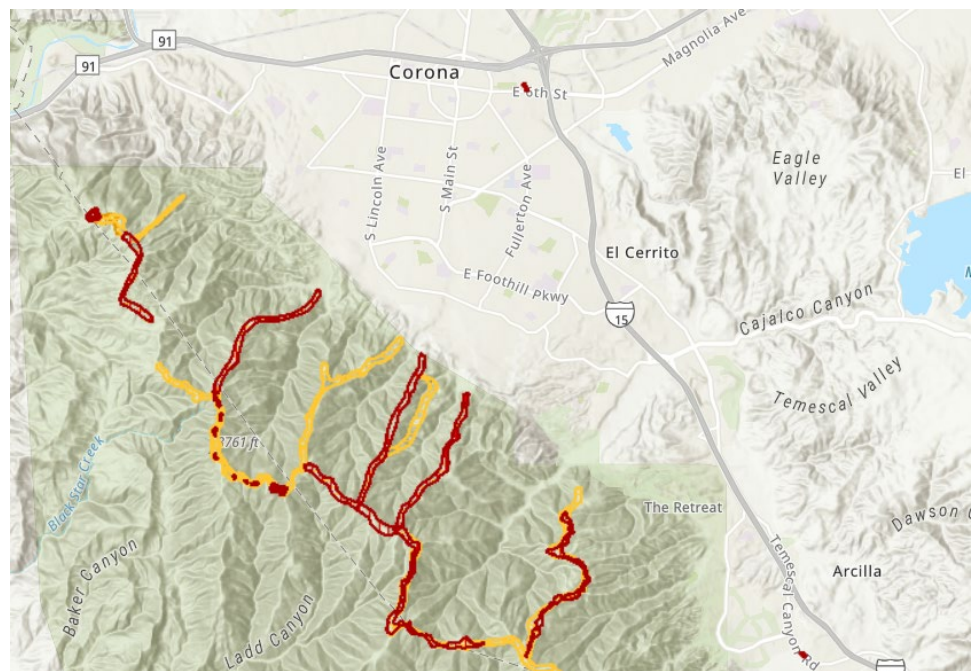 91
91
Corona
Magnolia Ave
E 6th St
S Lincoln Ave
S Main St
Fullerton Ave
Eagle
Valley
El
El Cerrito
E Foothill Pkwy
15
Cajalco Canyon
M
Temescal Valley
Black Star Creek
The Retreat
Dawson C
Temescal Canyon Rd
Arcilla
Baker Canyon
Ladd Canyon